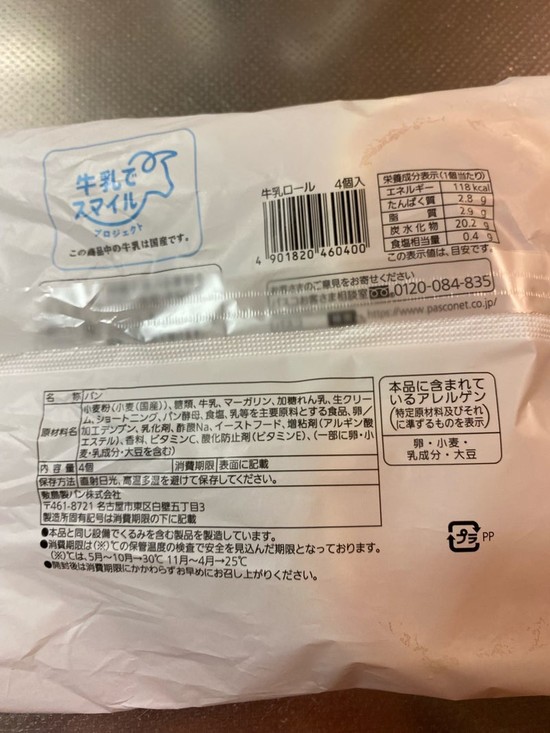 牛乳で
スマイル
プロジェクト
この商品中の牛乳は国産です。
牛乳ロール 4個入
4 901820 460400
栄養成分表示(1個当たり)
エネルギー 118 kcal
たんぱく質 2.8 g
脂質 2.9 g
炭水化物 20.2 g
食塩相当量 0.4 g
この表示値は、目安です。
お客さまのご意見をお寄せください
お客さま相談室 0120-084-835
https://www.pasconet.co.jp/
名称 パン
原材料名 小麦粉(小麦(国産))、糖類、牛乳、マーガリン、加糖れん乳、生クリー
ム、ショートニング、パン酵母、食塩、乳等を主要原料とする食品、卵/
加工デンプン、乳化剤、酢酸Na、イーストフード、増粘剤(アルギン酸
エステル)、香料、ビタミンC、酸化防止剤(ビタミンE)、(一部に卵・小
麦・乳成分・大豆を含む)
内容量 4個 消費期限 表面に記載
保存方法 直射日光、高温多湿を避けて保存してください。
敷島製パン株式会社
〒461-8721 名古屋市東区白壁五丁目3
製造所固有記号は消費期限の下に記載
●本品と同じ設備でくるみを含む製品を製造しています。
●消費期限は(※)℃の保管温度の検査で安全を見込んだ期限となっております。
(※)℃は、5月~10月→30℃ 11月~4月→25℃
●開封後は消費期限にかかわらずお早めにお召し上がりください。
本品に含まれて
いるアレルゲン
(特定原材料及びそれ
に準ずるものを表示)
卵・小麦・
乳成分・大豆
プラ PP